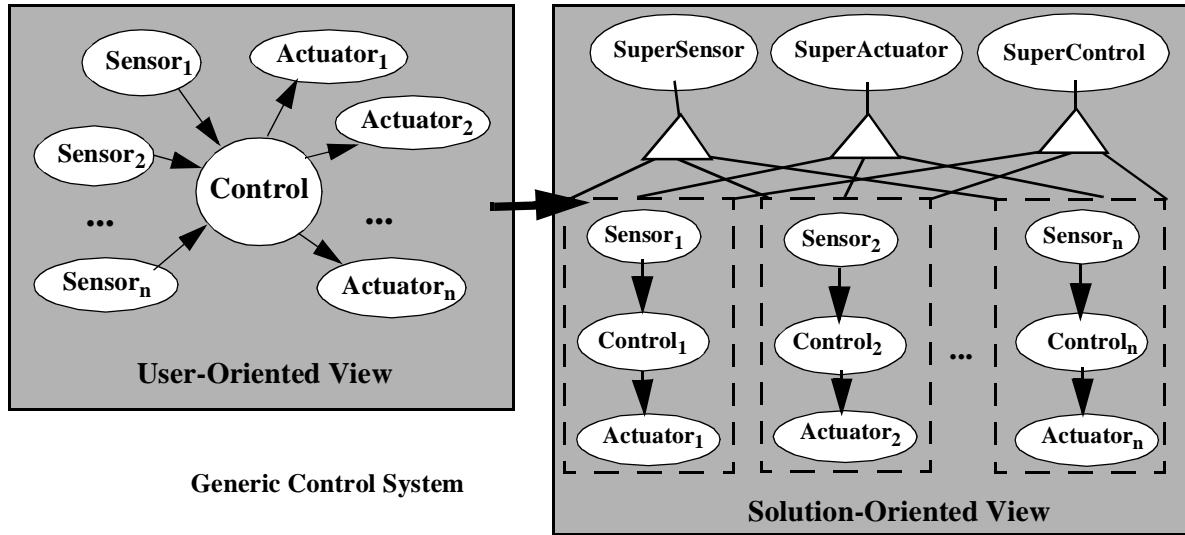 Sensor1
Actuator1
Sensor2
Actuator2
Control
...
...
Sensorn
Actuatorn
User-Oriented View
Generic Control System
SuperSensor
SuperActuator
SuperControl
Sensor1
Sensor2
Sensorn
Control1
Control2
...
Controln
Actuator1
Actuator2
Actuatorn
Solution-Oriented View